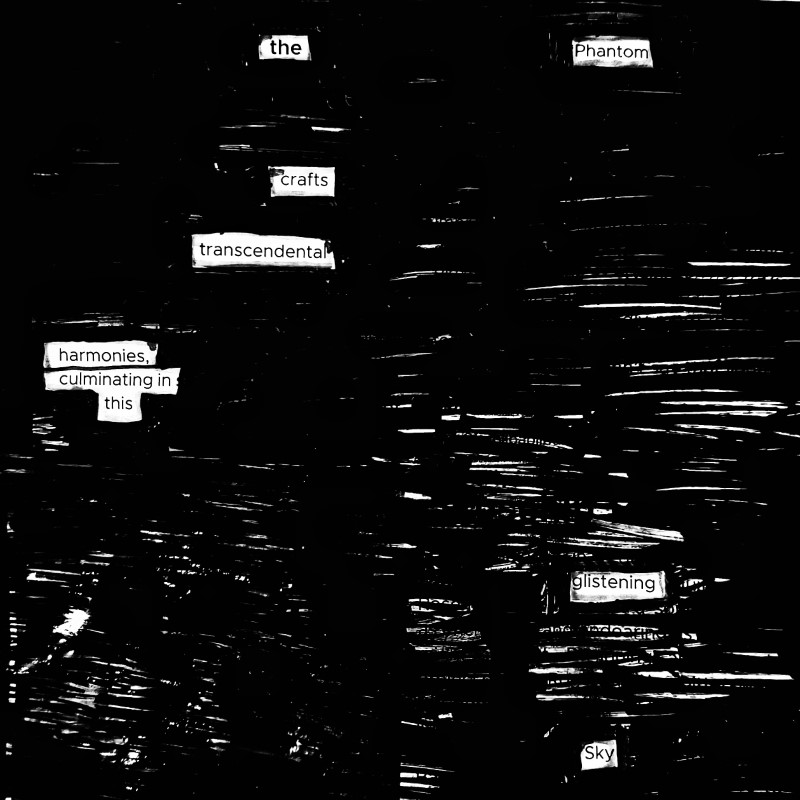 the Phantom
crafts
transcendental
harmonies,
culminating in
this
glistening
Sky